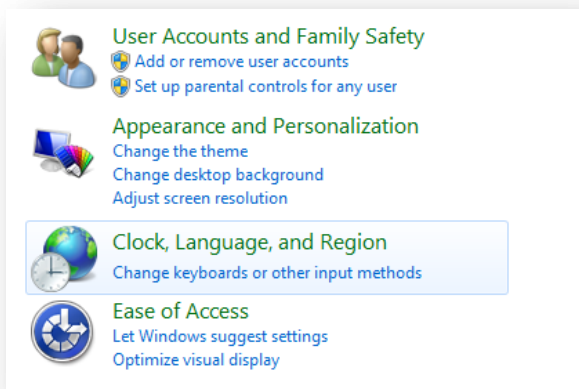 User Accounts and Family Safety
Add or remove user accounts
Set up parental controls for any user
Appearance and Personalization
Change the theme
Change desktop background
Adjust screen resolution
Clock, Language, and Region
Change keyboards or other input methods
Ease of Access
Let Windows suggest settings
Optimize visual display